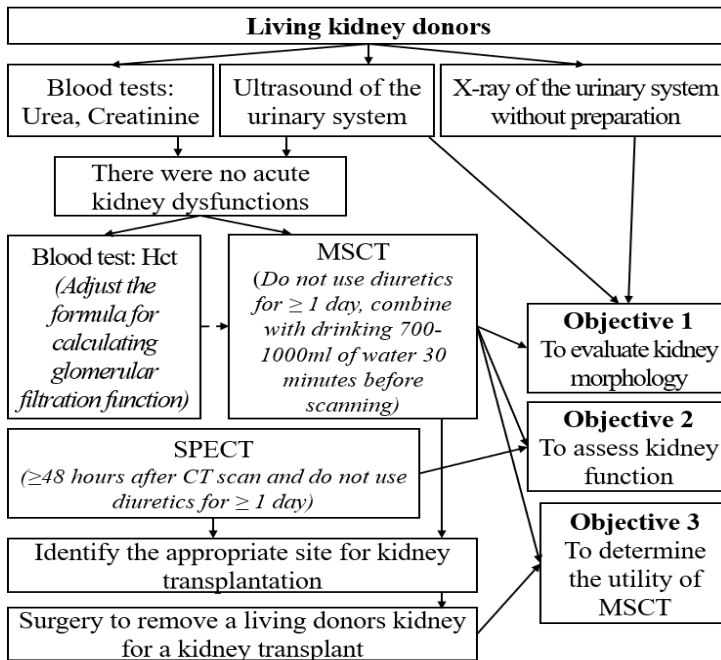 Living kidney donors
Blood tests:
Urea, Creatinine
Ultrasound of the
urinary system
X-ray of the urinary system
without preparation
There were no acute
kidney dysfunctions
Blood test: Hct
(Adjust the
formula for
calculating
glomerular
filtration function)
MSCT
(Do not use diuretics
for ≥ 1 day, combine
with drinking 700-
1000ml of water 30
minutes before
scanning)
Objective 1
To evaluate kidney
morphology
Objective 2
To assess kidney
function
SPECT
(≥48 hours after CT scan and do not use
diuretics for ≥ 1 day)
Objective 3
To determine
the utility of
MSCT
Identify the appropriate site for kidney
transplantation
Surgery to remove a living donors kidney
for a kidney transplant